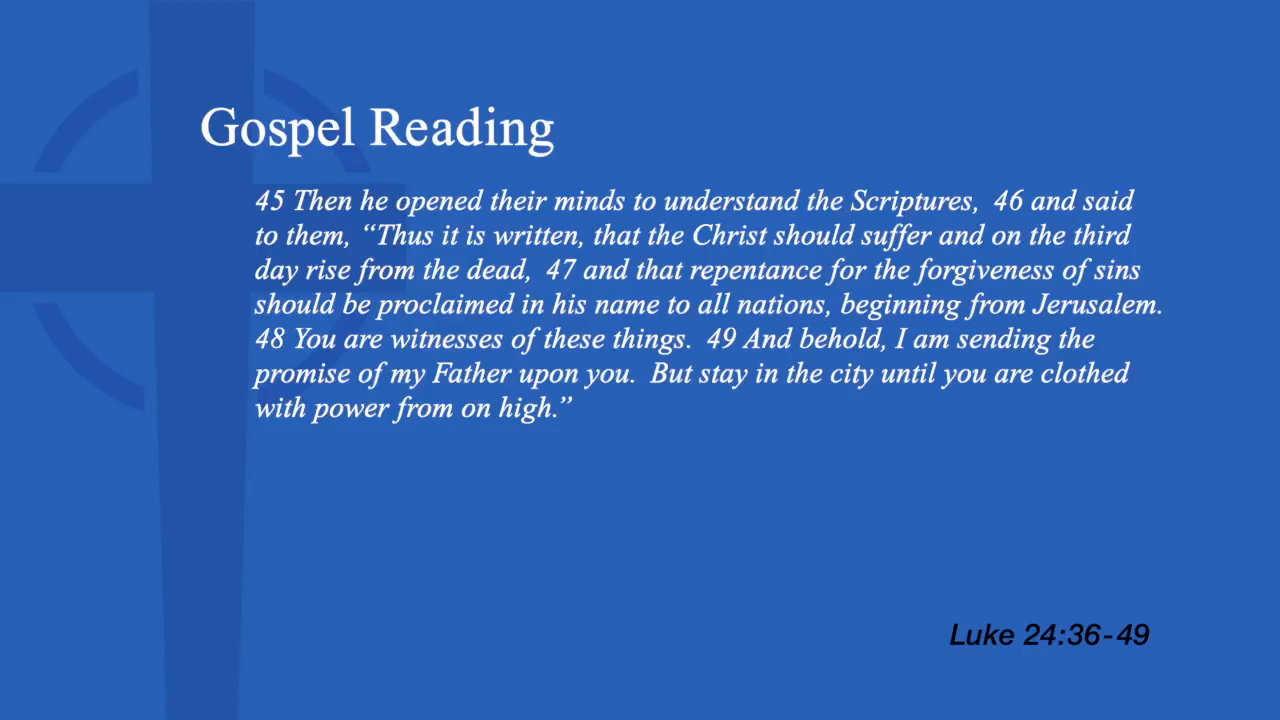 Gospel Reading
45 Then he opened their minds to understand the Scriptures,  46 and said
to them, “Thus it is written, that the Christ should suffer and on the third
day rise from the dead,  47 and that repentance for the forgiveness of sins
should be proclaimed in his name to all nations, beginning from Jerusalem.
48 You are witnesses of these things.  49 And behold, I am sending the
promise of my Father upon you.  But stay in the city until you are clothed
with power from on high.”
Luke 24:36-49